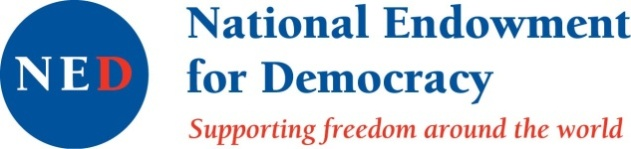 NED
National Endowment
for Democracy
Supporting freedom around the world